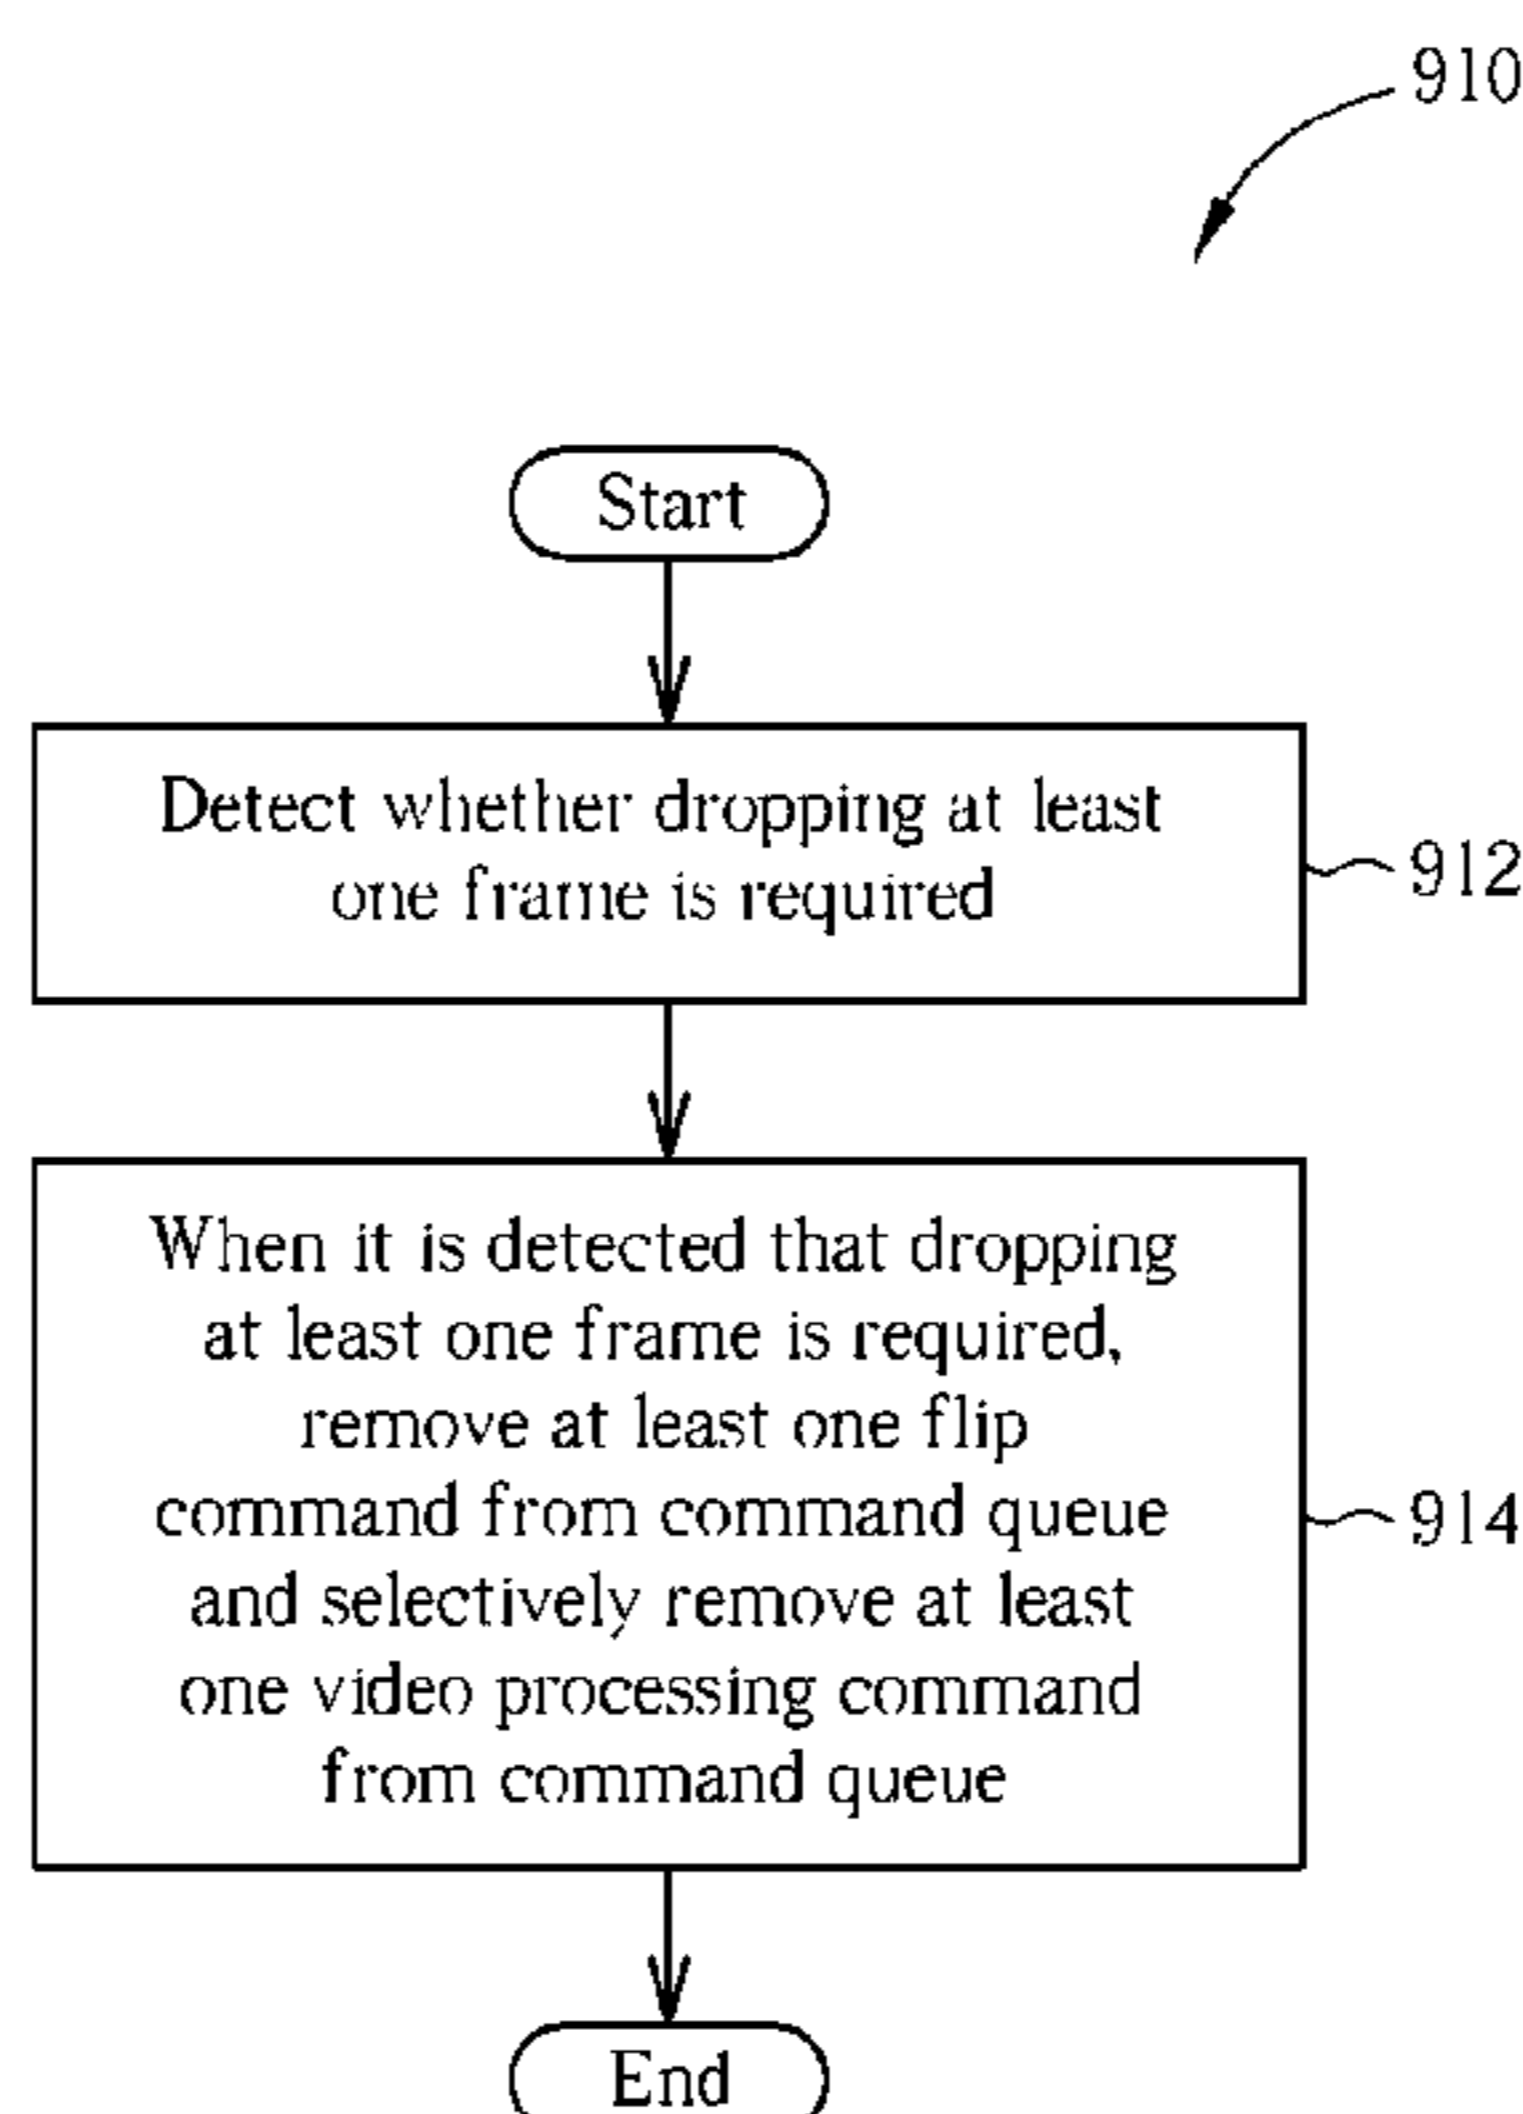 910
Start
Detect whether dropping at least
one frame is required
912
When it is detected that dropping
at least one frame is required,
remove at least one flip
command from command queue
and selectively remove at least
one video processing command
from command queue
914
End